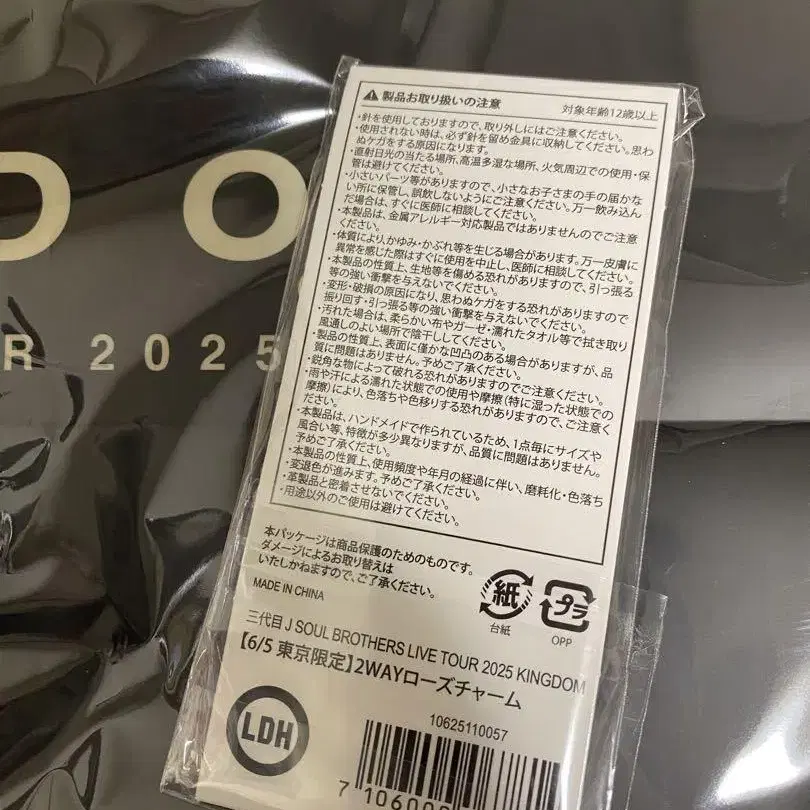 D O
R 2025
⚠製品お取り扱いの注意 対象年齢12歳以上
・針を使用しておりますので、取り外しにはご注意ください。
・使用されない時は、必ず針を留め金具に収納してください。思わ
ぬケガをする原因になります。
・直射日光の当たる場所、高温多湿な場所、火気周辺での使用・保
管は避けてください。
・小さいパーツ等がありますので、小さなお子さまの手の届かな
い所に保管し、誤飲しないようにご注意ください。万一飲み込ん
だ場合は、すぐに医師に相談してください。
・本製品は、金属アレルギー対応製品ではありませんのでご注意
ください。
・体質により、かゆみ・かぶれ等を生じる場合があります。万一皮膚に
異常を感じた際はすぐに使用を中止し、医師に相談してください。
・本製品の性質上、生地等を傷める恐れがありますので、引っ張る
等の強い衝撃を与えないでください。
・変形・破損の原因になり、思わぬケガをする恐れがありますので
振り回す・引っ張る等の強い衝撃を与えないでください。
・汚れた場合は、柔らかい布やガーゼ・濡れたタオル等で拭き取り
風通しのよい場所で陰干ししてください。
・製品の性質上、表面に僅かな凹凸のある場合がありますが、品
質に問題はありません。予めご了承ください。
・鋭角な物によって破れる恐れがありますのでご注意ください。
・雨や汗による濡れた状態での使用や摩擦(特に湿った状態での
摩擦)により、色落ちや色移りする恐れがありますので、ご注意く
ださい。
・本製品は、ハンドメイドで作られているため、1点毎にサイズや
風合い等、特徴が多少異なりますが、品質に問題はありません。
予めご了承ください。
・本製品の性質上、使用頻度や年月の経過に伴い、磨耗化・色落ち
・変退色が進みます。予めご了承ください。
・革製品と密着させないでください。
・用途以外のご使用は避けてください。
本パッケージは商品保護のためのものです。
ダメージによるお取り替えは
いたしかねますので、ご了承ください。
MADE IN CHINA
紙
台紙
プラ
OPP
三代目 J SOUL BROTHERS LIVE TOUR 2025 KINGDOM
【6/5 東京限定】2WAYローズチャーム
LDH
10625110057
7 106000